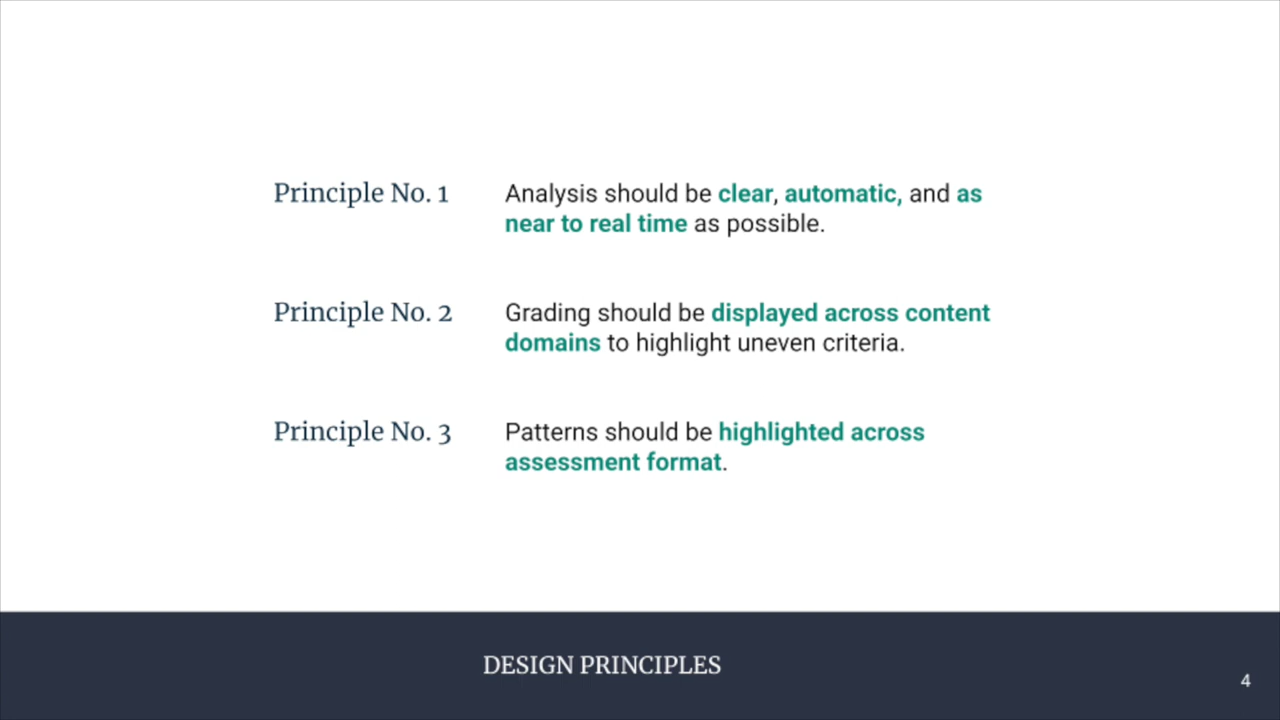 Principle No. 1
Analysis should be clear, automatic, and as
near to real time as possible.
Principle No. 2
Grading should be displayed across content
domains to highlight uneven criteria.
Principle No. 3
Patterns should be highlighted across
assessment format.
DESIGN PRINCIPLES
4